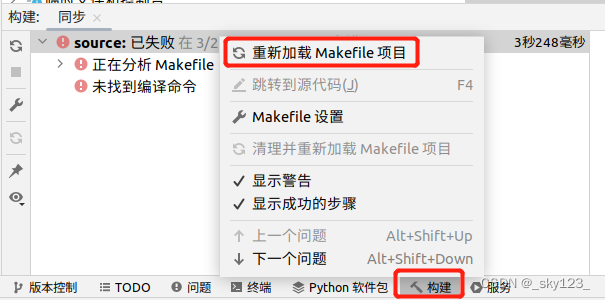 构建: 同步 ×
source: 已失败 在 3/2
3秒248毫秒
正在分析 Makefile
未找到编译命令
重新加载 Makefile 项目
跳转到源代码(J) F4
Makefile 设置
清理并重新加载 Makefile 项目
显示警告
显示成功的步骤
上一个问题 Alt+Shift+Up
下一个问题 Alt+Shift+Down
版本控制 TODO 问题 终端 Python 软件包 构建 服务
CSDN @_sky123_